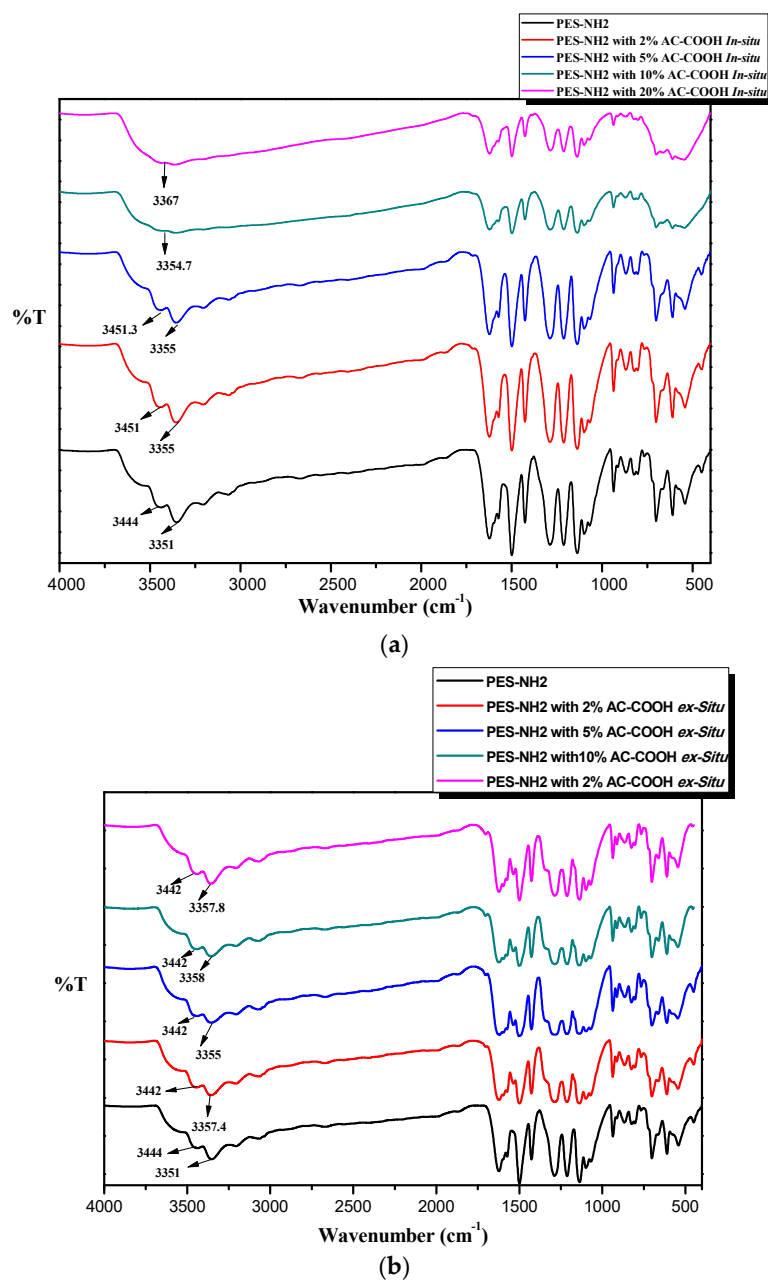 PES-NH2
PES-NH2 with 2% AC-COOH In-situ
PES-NH2 with 5% AC-COOH In-situ
PES-NH2 with 10% AC-COOH In-situ
PES-NH2 with 20% AC-COOH In-situ
3367
3354.7
%T
3451.3
3355
3451
3355
3444
3351
4000 3500 3000 2500 2000 1500 1000 500
Wavenumber (cm-1)
(a)
PES-NH2
PES-NH2 with 2% AC-COOH ex-Situ
PES-NH2 with 5% AC-COOH ex-Situ
PES-NH2 with10% AC-COOH ex-Situ
PES-NH2 with 2% AC-COOH ex-Situ
3442
3357.8
3442
3358
%T
3442
3355
3442
3357.4
3444
3351
4000 3500 3000 2500 2000 1500 1000 500
Wavenumber (cm-1)
(b)